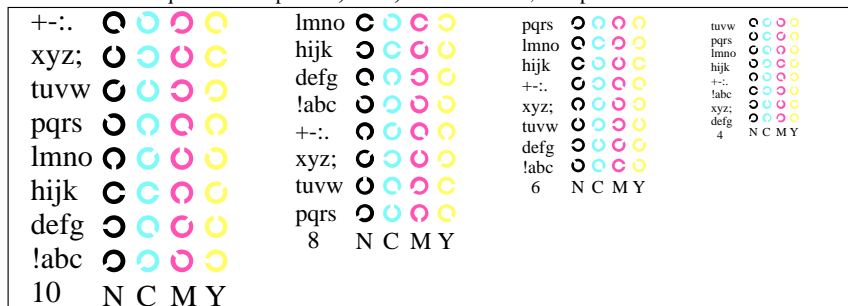 +-:.
xyz;
tuvw
pqrs
lmno
hijk
defg
!abc
10 N C M Y
lmno
hijk
defg
!abc
+-:.
xyz;
tuvw
pqrs
8 N C M Y
pqrs
lmno
hijk
+-:.
xyz;
tuvw
defg
!abc
6 N C M Y
tuvw
pqrs
lmno
hijk
+-:.
!abc
xyz;
defg
4 N C M Y